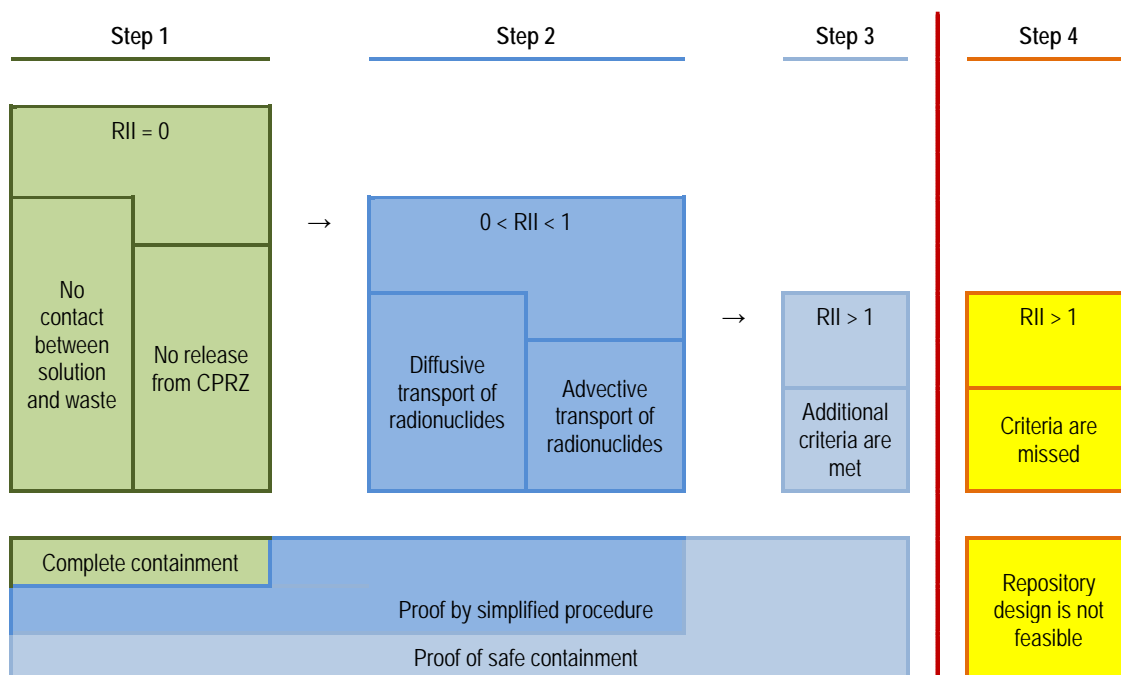 Step 1
Step 2
Step 3
Step 4
RII = 0
No
contact
between
solution
and waste
No release
from CPRZ
→
0 < RII < 1
Diffusive
transport of
radionuclides
Advective
transport of
radionuclides
→
RII > 1
Additional
criteria are
met
RII > 1
Criteria are
missed
Complete containment
Proof by simplified procedure
Proof of safe containment
Repository
design is not
feasible